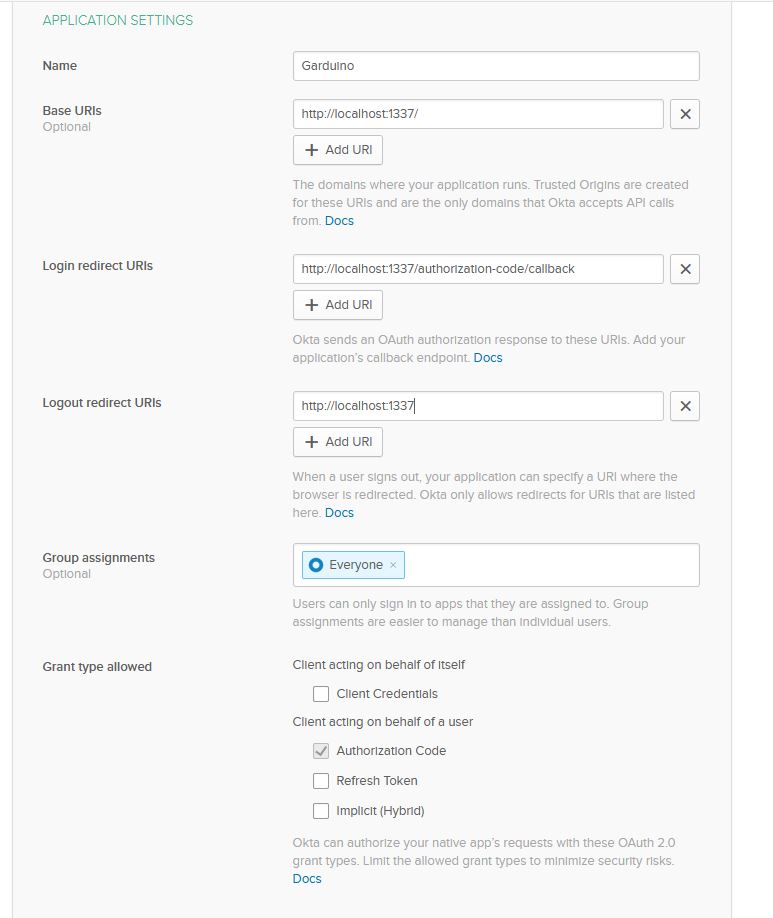 APPLICATION SETTINGS
Name
Garduino
Base URIs
Optional
http://localhost:1337/
Add URI
The domains where your application runs. Trusted Origins are created
for these URIs and are the only domains that Okta accepts API calls
from. Docs
Login redirect URIs
http://localhost:1337/authorization-code/callback
Add URI
Okta sends an OAuth authorization response to these URIs. Add your
application's callback endpoint. Docs
Logout redirect URIs
http://localhost:1337
Add URI
When a user signs out, your application can specify a URI where the
browser is redirected. Okta only allows redirects for URIs that are listed
here. Docs
Group assignments
Optional
Everyone ×
Users can only sign in to apps that they are assigned to. Group
assignments are easier to manage than individual users.
Grant type allowed
Client acting on behalf of itself
Client Credentials
Client acting on behalf of a user
Authorization Code
Refresh Token
Implicit (Hybrid)
Okta can authorize your native app's requests with these OAuth 2.0
grant types. Limit the allowed grant types to minimize security risks.
Docs